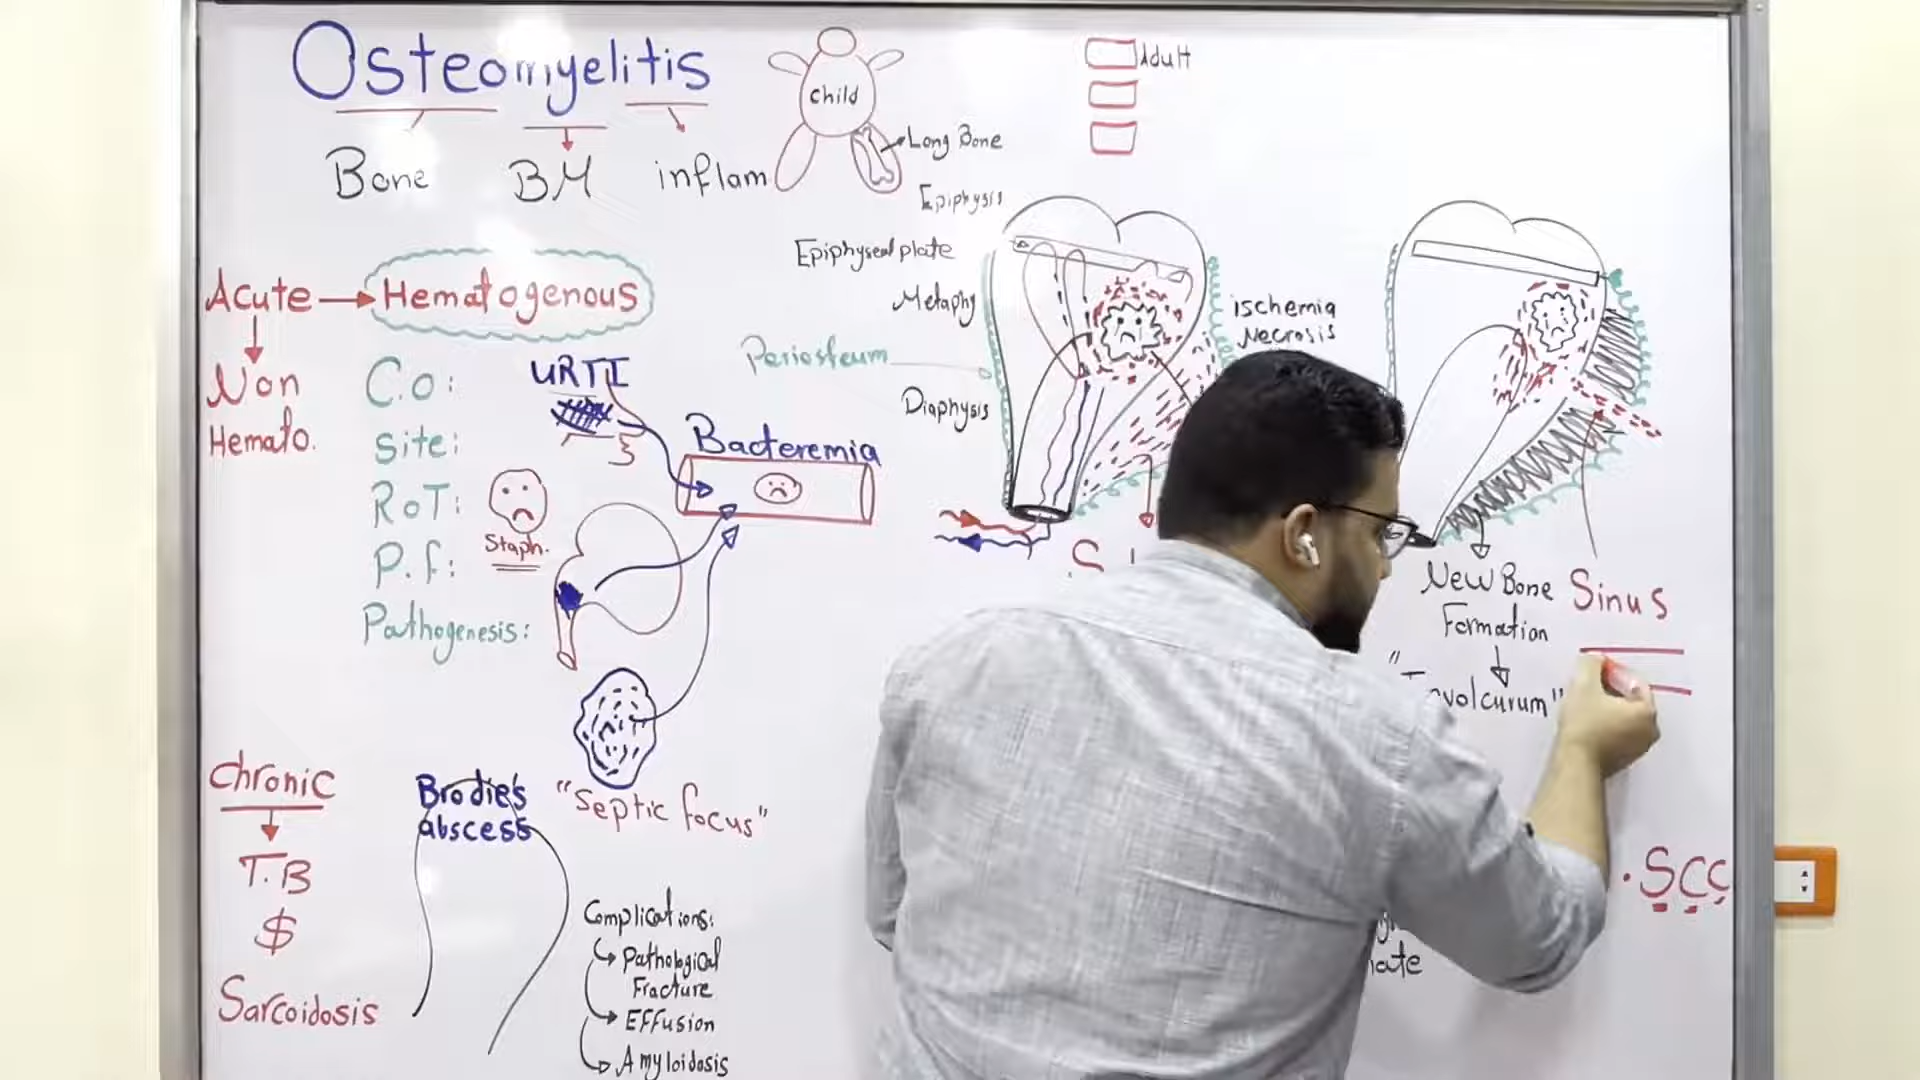 Osteomyelitis
Bone
BM
inflam
Child
Long Bone
Adult
Epiphysis
Epiphyseal plate
Metaphy
Periosteum
Diaphysis
ischemia
Necrosis
Acute → Hematogenous
Non
Hemato.
C.o:
Site:
RoT:
P.f:
Pathogenesis:
URTI
Bacteremia
Staph.
"Septic focus"
New Bone
Formation
Sinus
Chronic
T.B
$
Sarcoidosis
Brodie's
abscess
Complications:
Pathological
Fracture
Effusion
Amyloidosis
. SCC